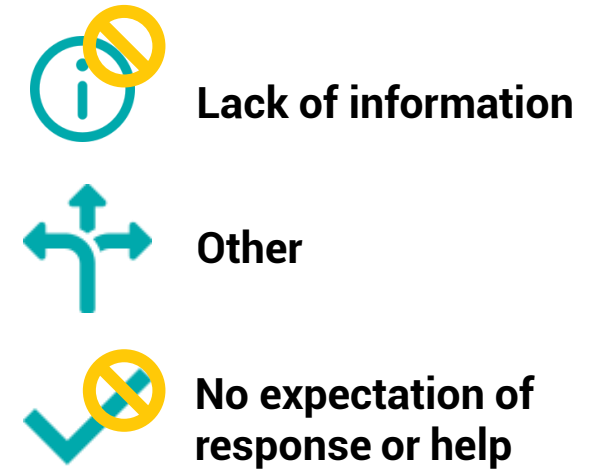 Lack of information
Other
No expectation of
response or help